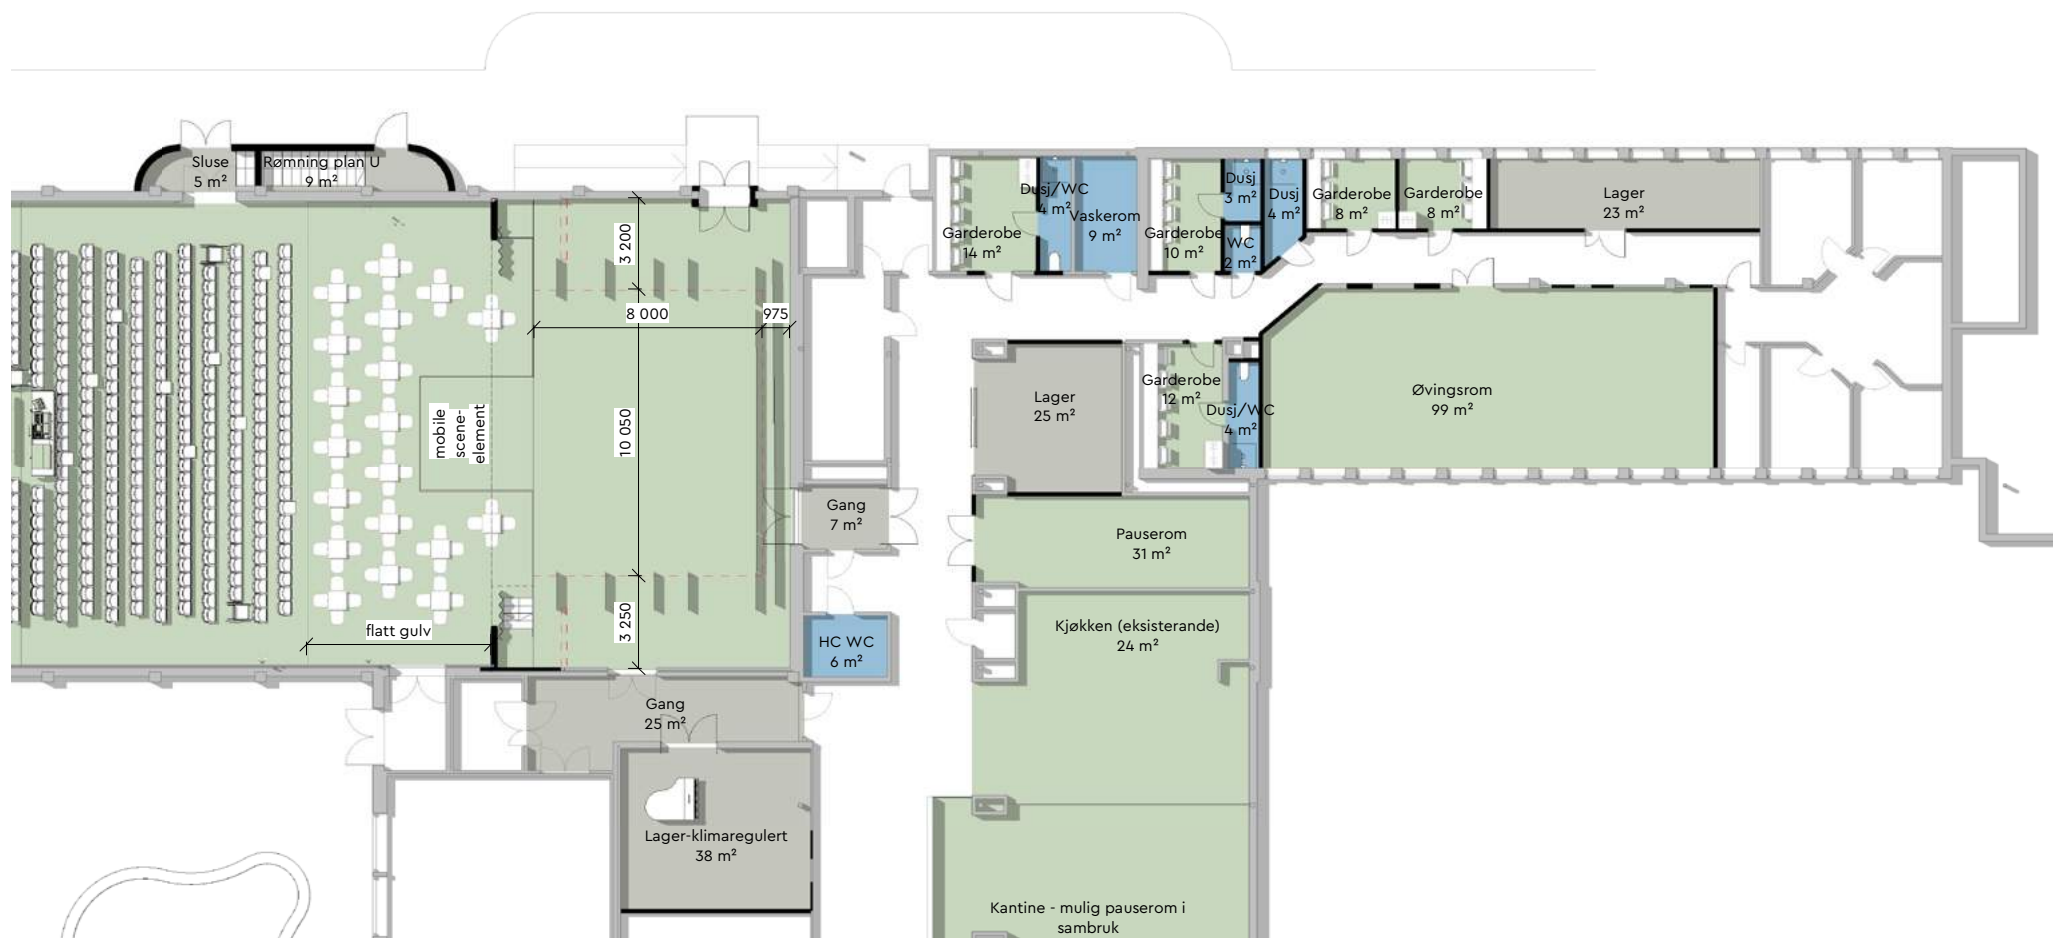 Sluse
5 m²
Rømning plan U
9 m²
3 200
8 000
975
10 050
3 250
mobile
scene-
element
flatt gulv
Garderobe
14 m²
Dusj/WC
4 m²
Vaskerom
9 m²
Garderobe
10 m²
Dusj
3 m²
WC
2 m²
Dusj
4 m²
Garderobe
8 m²
Garderobe
8 m²
Lager
23 m²
Lager
25 m²
Garderobe
12 m²
Dusj/WC
4 m²
Øvingsrom
99 m²
Gang
7 m²
Pauserom
31 m²
HC WC
6 m²
Kjøkken (eksisterande)
24 m²
Gang
25 m²
Lager-klimaregulert
38 m²
Kantine - mulig pauserom i
sambruk